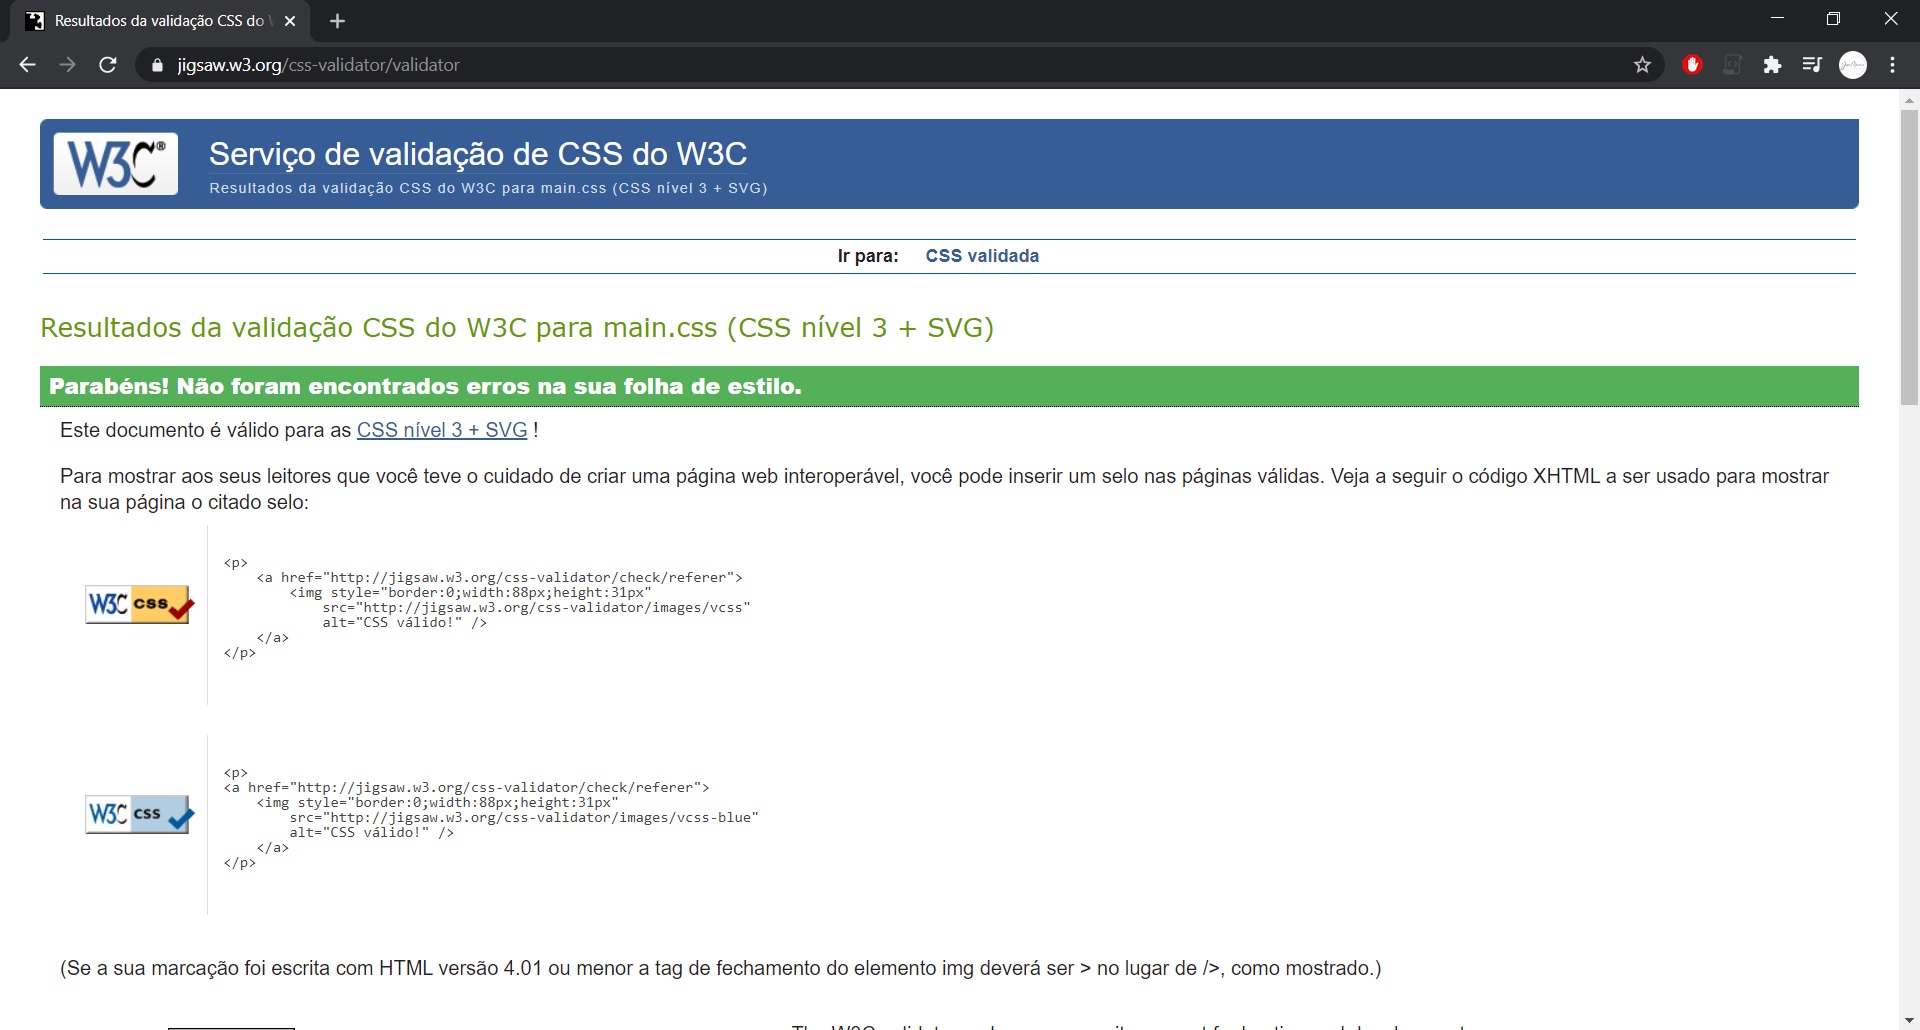 Resultados da validação CSS do
jigsaw.w3.org/css-validator/validator
W3C®
Serviço de validação de CSS do W3C
Resultados da validação CSS do W3C para main.css (CSS nível 3 + SVG)
Ir para: CSS validada
Resultados da validação CSS do W3C para main.css (CSS nível 3 + SVG)
Parabéns! Não foram encontrados erros na sua folha de estilo.
Este documento é válido para as CSS nível 3 + SVG !
Para mostrar aos seus leitores que você teve o cuidado de criar uma página web interoperável, você pode inserir um selo nas páginas válidas. Veja a seguir o código XHTML a ser usado para mostrar
na sua página o citado selo:
W3C css
<p>
<a href="http://jigsaw.w3.org/css-validator/check/referer">
<img style="border:0;width:88px;height:31px"
src="http://jigsaw.w3.org/css-validator/images/vcss"
alt="CSS válido!" />
</a>
</p>
W3C css
<p>
<a href="http://jigsaw.w3.org/css-validator/check/referer">
<img style="border:0;width:88px;height:31px"
src="http://jigsaw.w3.org/css-validator/images/vcss-blue"
alt="CSS válido!" />
</a>
</p>
(Se a sua marcação foi escrita com HTML versão 4.01 ou menor a tag de fechamento do elemento img deverá ser > no lugar de />, como mostrado.)